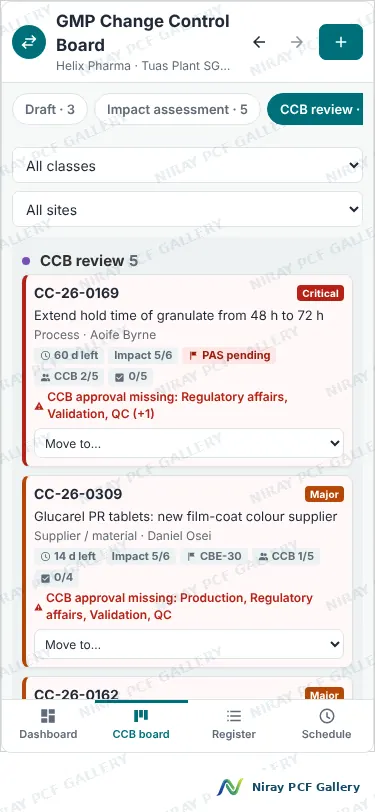 GMP Change Control
Board
Helix Pharma · Tuas Plant SG...
Draft · 3
Impact assessment · 5
CCB review ·
All classes
All sites
CCB review 5
CC-26-0169
Critical
Extend hold time of granulate from 48 h to 72 h
Process · Aoife Byrne
60 d left
Impact 5/6
PAS pending
CCB 2/5
0/5
CCB approval missing: Regulatory affairs,
Validation, QC (+1)
Move to...
CC-26-0309
Major
Glucarel PR tablets: new film-coat colour supplier
Supplier / material · Daniel Osei
14 d left
Impact 5/6
CBE-30
CCB 1/5
0/4
CCB approval missing: Production, Regulatory
affairs, Validation, QC
Move to...
CC-26-0162
Major
Dashboard
CCB board
Register
Schedule
Niray PCF Gallery
NIRAY PCF GALLERY